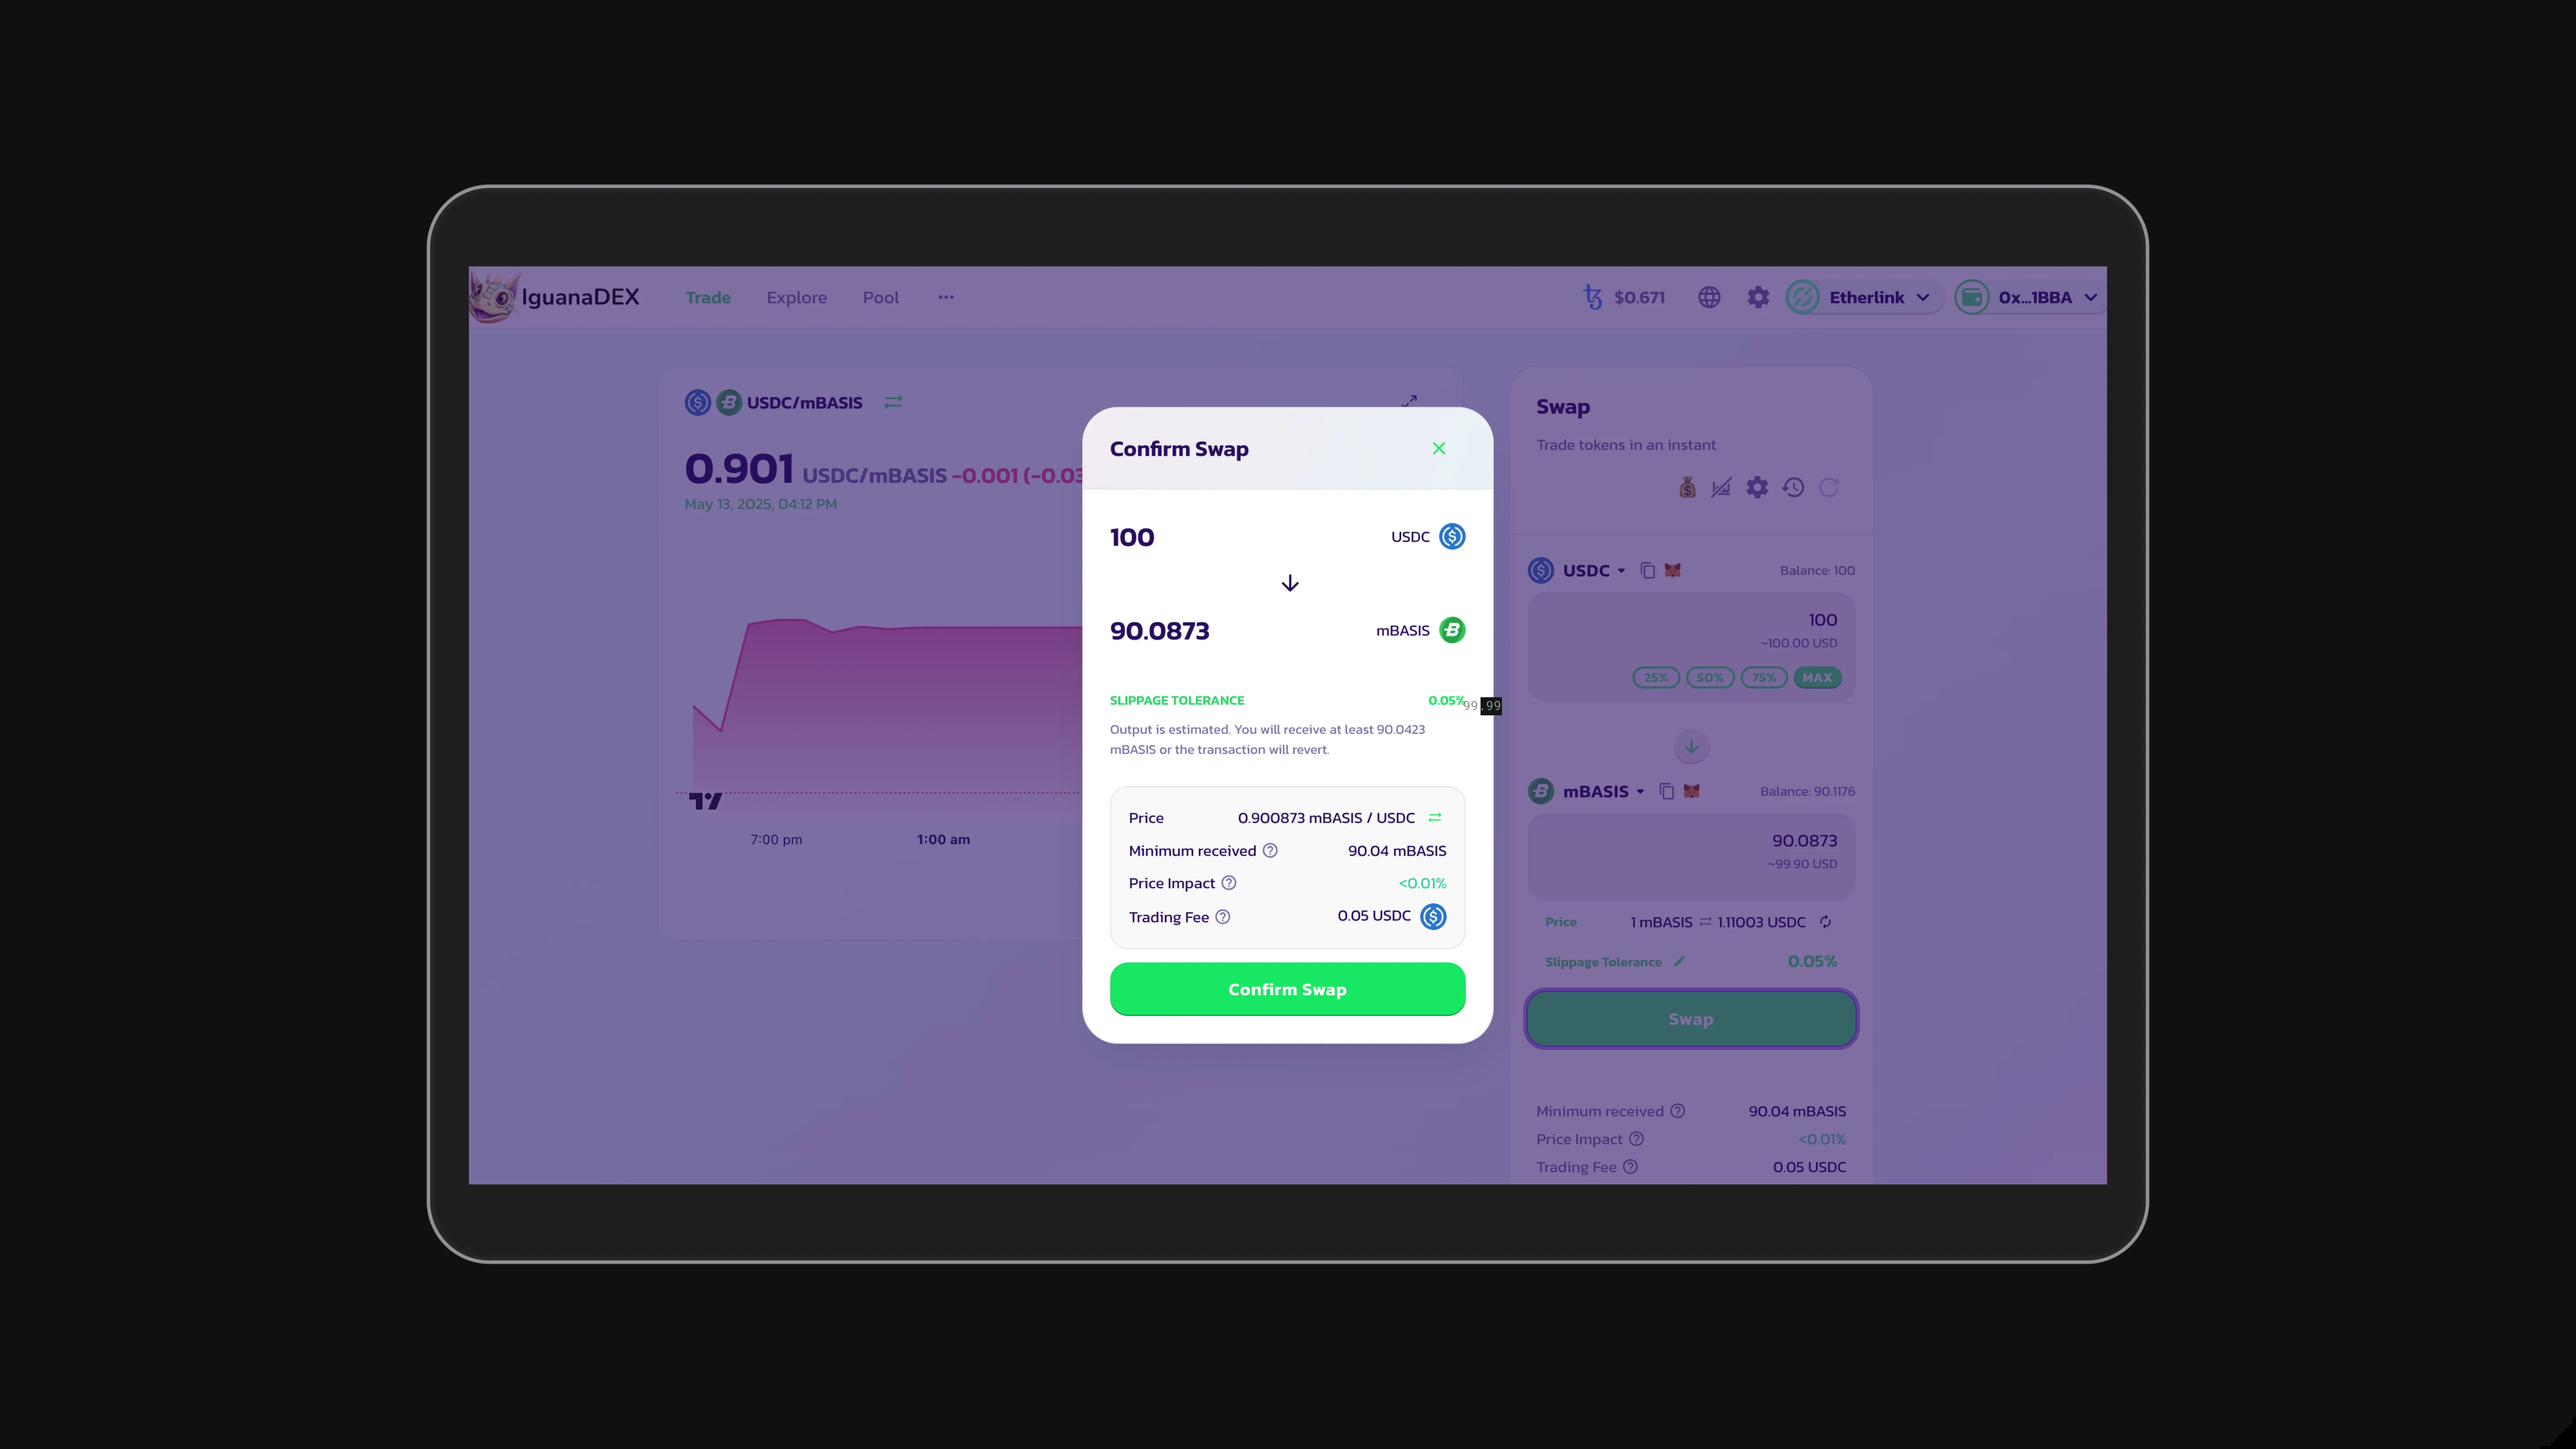 IguanaDEX
Trade
Explore
Pool
$0.671
Etherlink
0x...1BBA
USDC/mBASIS
0.901 USDC/mBASIS -0.001 (-0.03
May 13, 2025, 04:12 PM
7:00 pm
1:00 am
Confirm Swap
100
USDC
90.0873
mBASIS
SLIPPAGE TOLERANCE
0.05%
99.99
Output is estimated. You will receive at least 90.0423
mBASIS or the transaction will revert.
Price
0.900873 mBASIS / USDC
Minimum received
90.04 mBASIS
Price Impact
<0.01%
Trading Fee
0.05 USDC
Confirm Swap
Swap
Trade tokens in an instant
USDC
Balance: 100
100
~100.00 USD
25%
50%
75%
MAX
mBASIS
Balance: 90.1176
90.0873
~99.90 USD
Price
1 mBASIS ⇄ 1.11003 USDC
Slippage Tolerance
0.05%
Swap
Minimum received
90.04 mBASIS
Price Impact
<0.01%
Trading Fee
0.05 USDC